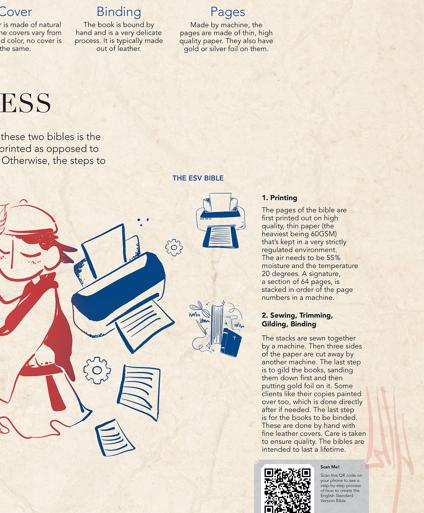 Cover
Binding
Pages
r is made of natural
he covers vary from
d color, no cover is
the same.
The book is bound by
hand and is a very delicate
process. It is typically made
out of leather.
Made by machine, the
pages are made of thin, high
quality paper. They also have
gold or silver foil on them.
ESS
these two bibles is the
printed as opposed to
Otherwise, the steps to
THE ESV BIBLE
1. Printing
The pages of the bible are
first printed out on high
quality, thin paper (the
heaviest being 60GSM)
that's kept in a very strictly
regulated environment.
The air needs to be 55%
moisture and the temperature
20 degrees. A signature,
a section of 64 pages, is
stacked in order of the page
numbers in a machine.
2. Sewing, Trimming,
Gilding, Binding
The stacks are sewn together
by a machine. Then three sides
of the paper are cut away by
another machine. The last step
is to gild the books, sanding
them down first and then
putting gold foil on it. Some
clients like their copies painted
over too, which is done directly
after if needed. The last step
is for the books to be binded.
These are done by hand with
fine leather covers. Care is taken
to ensure quality. The bibles are
intended to last a lifetime.
Scan Me!
Scan this QR code on
your phone to see a
step-by-step process
of how to create the
English Standard
Version Bible.